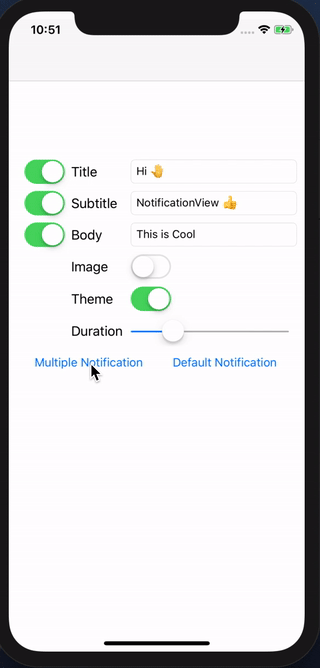 10:51
Title Hi 🤚
Subtitle NotificationView 👍
Body This is Cool
Image
Theme
Duration
Multiple Notification Default Notification